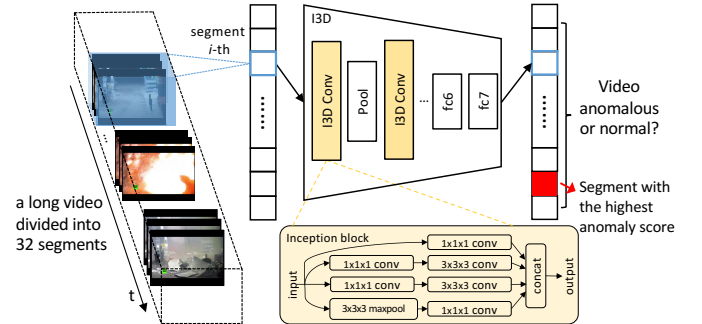 segment
i-th
I3D
I3D Conv
Pool
I3D Conv
...
fc6
fc7
Video
anomalous
or normal?
a long video
divided into
32 segments
t
Segment with
the highest
anomaly score
Inception block
input
1x1x1 conv
1x1x1 conv
3x3x3 conv
1x1x1 conv
3x3x3 conv
3x3x3 maxpool
1x1x1 conv
concat
output